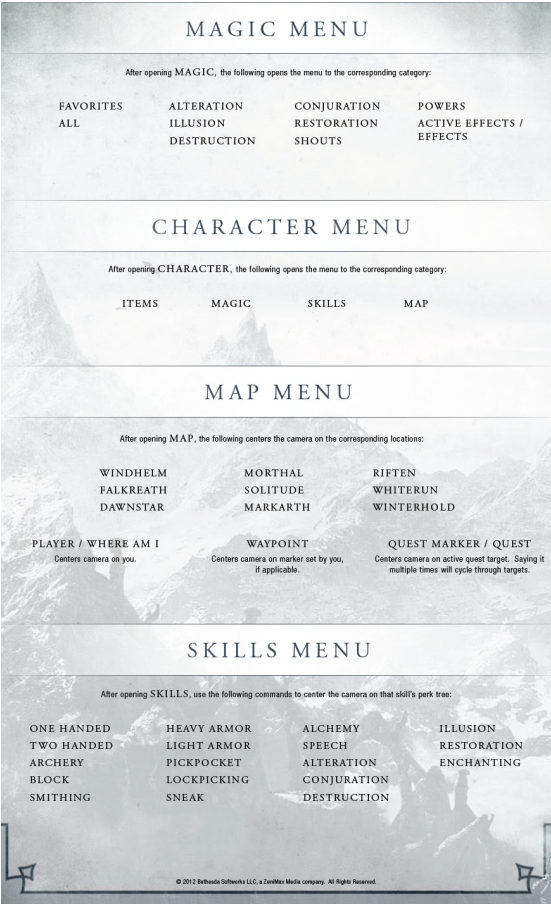 MAGIC MENU
After opening MAGIC, the following opens the menu to the corresponding category:
FAVORITES ALTERATION CONJURATION POWERS
ALL ILLUSION RESTORATION ACTIVE EFFECTS /
EFFECTS
DESTRUCTION SHOUTS
CHARACTER MENU
After opening CHARACTER, the following opens the menu to the corresponding category:
ITEMS MAGIC SKILLS MAP
MAP MENU
After opening MAP, the following centers the camera on the corresponding locations:
WINDHELM MORTHAL RIFTEN
FALKREATH SOLITUDE WHITERUN
DAWNSTAR MARKARTH WINTERHOLD
PLAYER / WHERE AM I
Centers camera on you.
WAYPOINT
Centers camera on marker set by you,
if applicable.
QUEST MARKER / QUEST
Centers camera on active quest target. Saying it
multiple times will cycle through targets.
SKILLS MENU
After opening SKILLS, use the following commands to center the camera on that skill's perk tree:
ONE HANDED HEAVY ARMOR ALCHEMY ILLUSION
TWO HANDED LIGHT ARMOR SPEECH RESTORATION
ARCHERY PICKPOCKET ALTERATION ENCHANTING
BLOCK LOCKPICKING CONJURATION
SMITHING SNEAK DESTRUCTION
© 2012 Bethesda Softworks LLC, a ZeniMax Media company. All Rights Reserved.